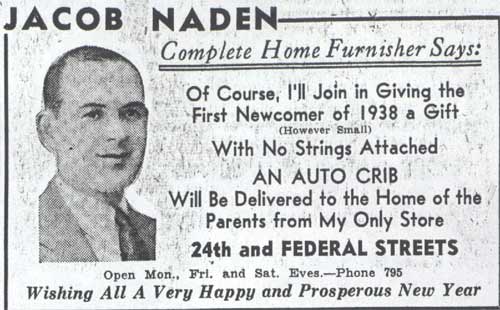 JACOB NADEN
Complete Home Furnisher Says:
Of Course, I'll Join in Giving the
First Newcomer of 1938 a Gift
(However Small)
With No Strings Attached
AN AUTO CRIB
Will Be Delivered to the Home of the
Parents from My Only Store
24th and FEDERAL STREETS
Open Mon., Fri. and Sat. Eves.—Phone 795
Wishing All A Very Happy and Prosperous New Year